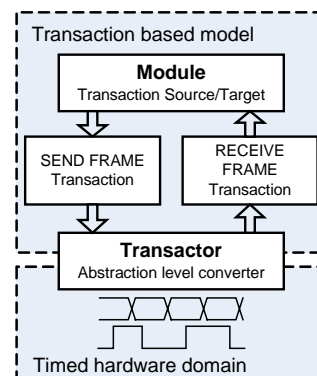 Transaction based model
Module
Transaction Source/Target
SEND FRAME
Transaction
RECEIVE
FRAME
Transaction
Transactor
Abstraction level converter
Timed hardware domain